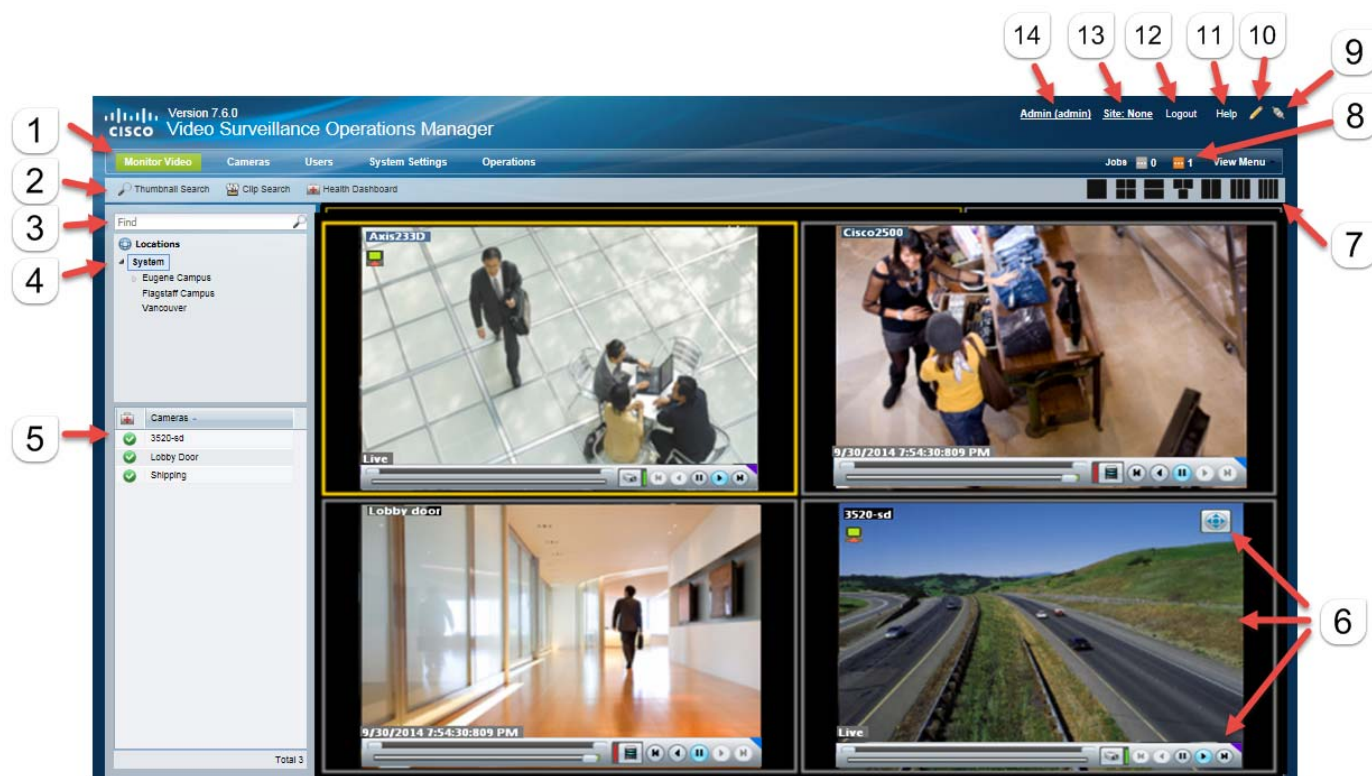 14 13 12 11 10
9
8
1
2
3
4
5
7
6
Version 7.6.0
CISCO Video Surveillance Operations Manager
Admin (admin) Site: None Logout Help
Monitor Video Cameras Users System Settings Operations
Jobs 0 1 View Menu
Thumbnail Search Clip Search Health Dashboard
Find
Locations
System
Eugene Campus
Flagstaff Campus
Vancouver
Cameras
3520-sd
Lobby Door
Shipping
Total 3
Axis233D
Live
Cisco2500
9/30/2014 7:54:30:809 PM
Lobby door
9/30/2014 7:54:30:809 PM
3520-sd
Live